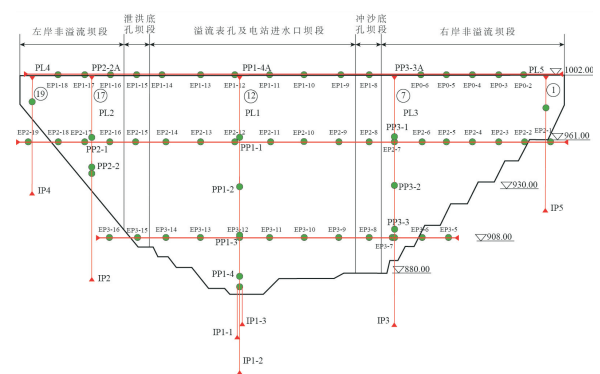 左岸非溢流坝段 泄洪底孔坝段 溢流表孔及电站进水口坝段 冲沙底孔坝段 右岸非溢流坝段
PL4 PP2-2A PP1-4A PP3-3A PL5 1002.00
EP1-18 EP1-17 EP1-16 EP1-15 EP1-14 EP1-13 EP1-12 EP1-11 EP1-10 EP1-9 EP1-8 EP0-6 EP0-5 EP0-4 EP0-3 EP0-2
19 17 12 7 1
PL2 PL1 PL3
EP2-19 EP2-18 EP2-17 EP2-16 EP2-15 EP2-14 EP2-13 EP2-12 EP2-11 EP2-10 EP2-9 EP2-8 PP3-1 EP2-6 EP2-5 EP2-4 EP2-3 EP2-2 EP2-1 961.00
PP2-1 PP1-1 EP2-7
PP2-2
PP1-2 PP3-2 930.00
IP4 IP5
PP3-3
EP3-16 EP3-15 EP3-14 EP3-13 EP3-12 EP3-11 EP3-10 EP3-9 EP3-8 EP3-6 EP3-5 908.00
PP1-3 EP3-7
PP1-4 880.00
IP2
IP1-3 IP3
IP1-1
IP1-2